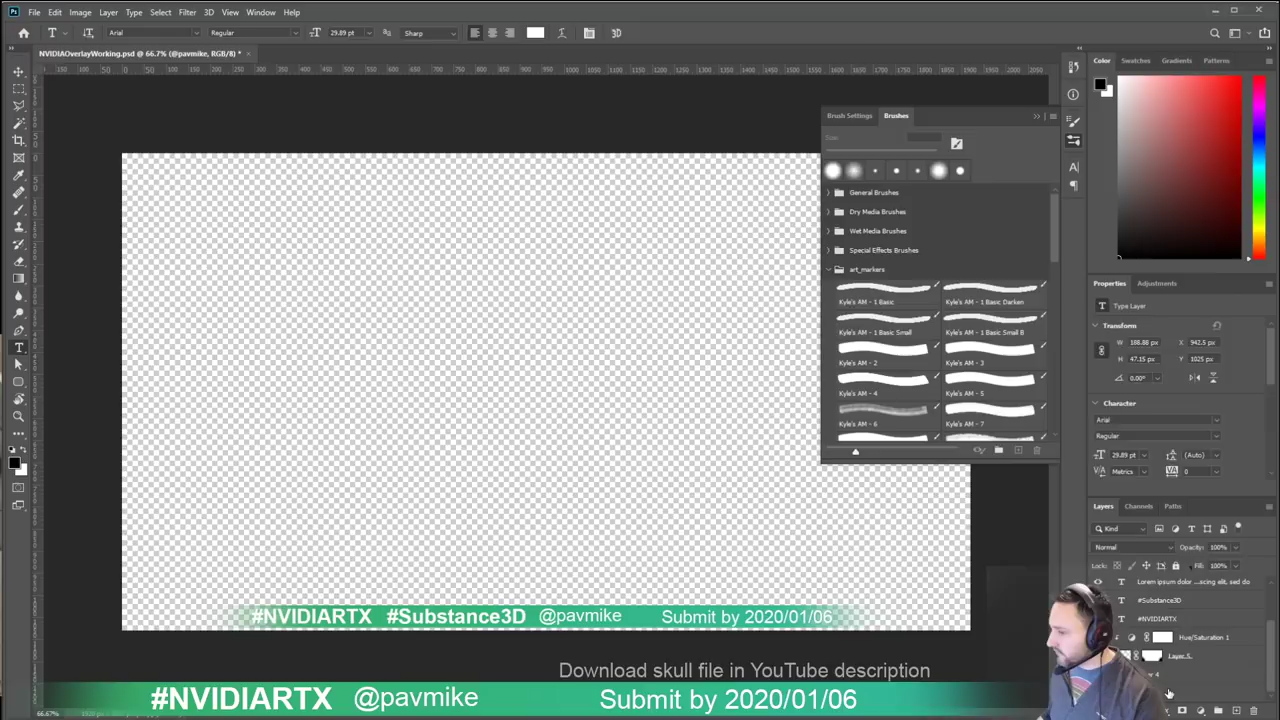 Ps File Edit Image Layer Type Select Filter 3D View Window Help
T Arial Regular 29.89 pt Sharp 3D
NVIDIAOverlayWorking.psd @ 66.7% (@pavmike, RGB/8) *
Color Swatches Gradients Patterns
Brush Settings Brushes
Size:
General Brushes
Dry Media Brushes
Wet Media Brushes
Special Effects Brushes
art_markers
Kyle's AM - 1 Basic Kyle's AM - 1 Basic Darken
Kyle's AM - 1 Basic Small Kyle's AM - 1 Basic Small B
Kyle's AM - 2 Kyle's AM - 3
Kyle's AM - 4 Kyle's AM - 5
Kyle's AM - 6 Kyle's AM - 7
Properties Adjustments
T Type Layer
Transform
W 188.88 px X 942.5 px
H 47.15 px Y 1025 px
0.00°
Character
Arial
Regular
29.89 pt (Auto)
Metrics 0
Layers Channels Paths
Kind
Normal Opacity: 100%
Lock: Fill: 100%
Lorem ipsum dolor ...scing elit, sed do
#Substance3D
#NVIDIARTX
Hue/Saturation 1
Layer 5
#NVIDIARTX #Substance3D @pavmike Submit by 2020/01/06
Download skull file in YouTube description
#NVIDIARTX @pavmike Submit by 2020/01/06
66.67%